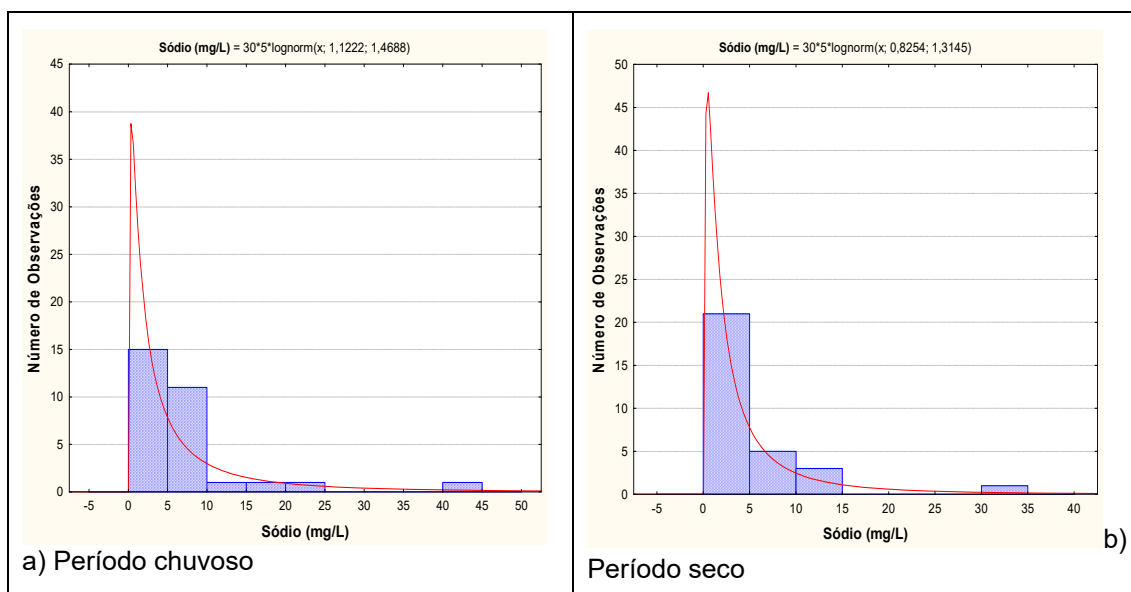 Sódio (mg/L) = 30*5*lognorm(x; 1,1222; 1,4688)
45
40
35
30
25
20
15
10
5
0
Número de Observações
-5 0 5 10 15 20 25 30 35 40 45 50
Sódio (mg/L)
a) Período chuvoso
Sódio (mg/L) = 30*5*lognorm(x; 0,8254; 1,3145)
50
45
40
35
30
25
20
15
10
5
0
Número de Observações
-5 0 5 10 15 20 25 30 35 40
Sódio (mg/L)
b)
Período seco